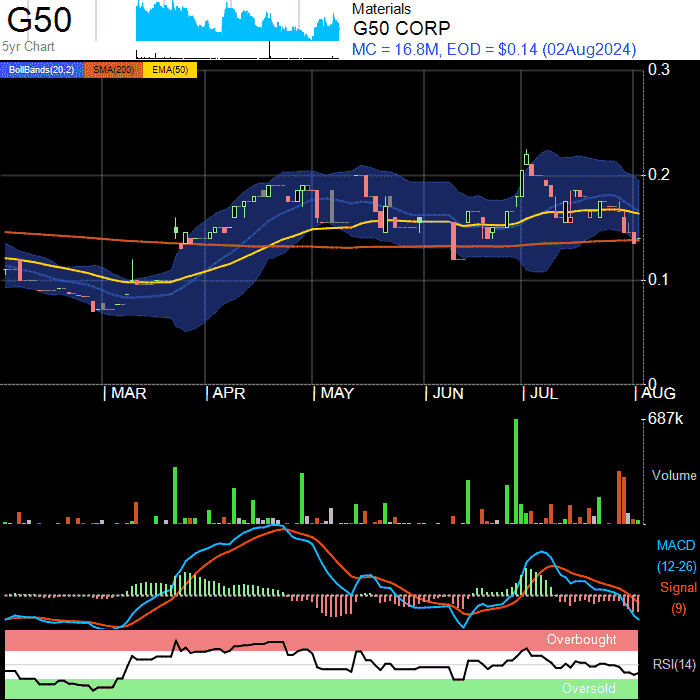 G50
5yr Chart
Materials
G50 CORP
MC = 16.8M, EOD = $0.14 (02Aug2024)
BollBands(20,2) SMA(200) EMA(50)
0.3
0.2
0.1
0
MAR APR MAY JUN JUL AUG
687k
Volume
MACD
(12-26)
Signal
(9)
Overbought
RSI(14)
Oversold